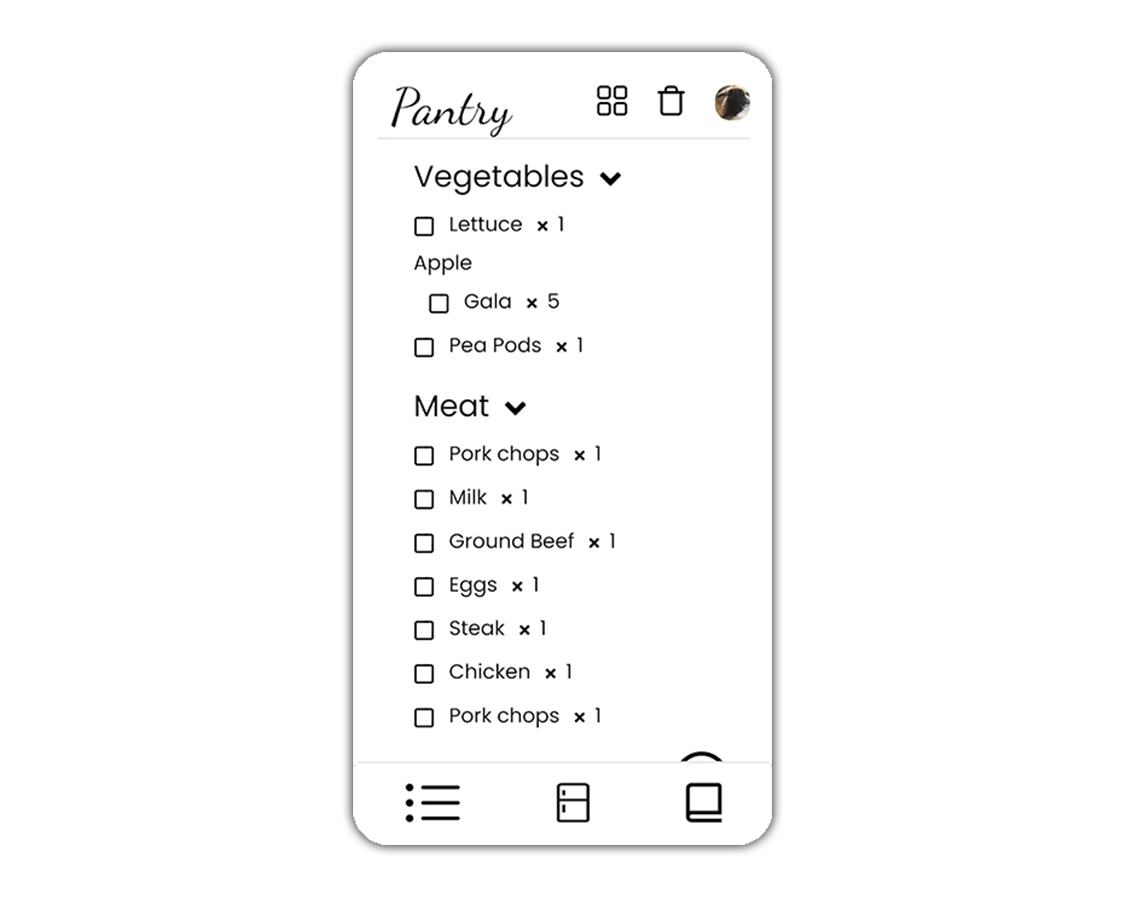 Pantry
Vegetables
Lettuce × 1
Apple
Gala × 5
Pea Pods × 1
Meat
Pork chops × 1
Milk × 1
Ground Beef × 1
Eggs × 1
Steak × 1
Chicken × 1
Pork chops × 1